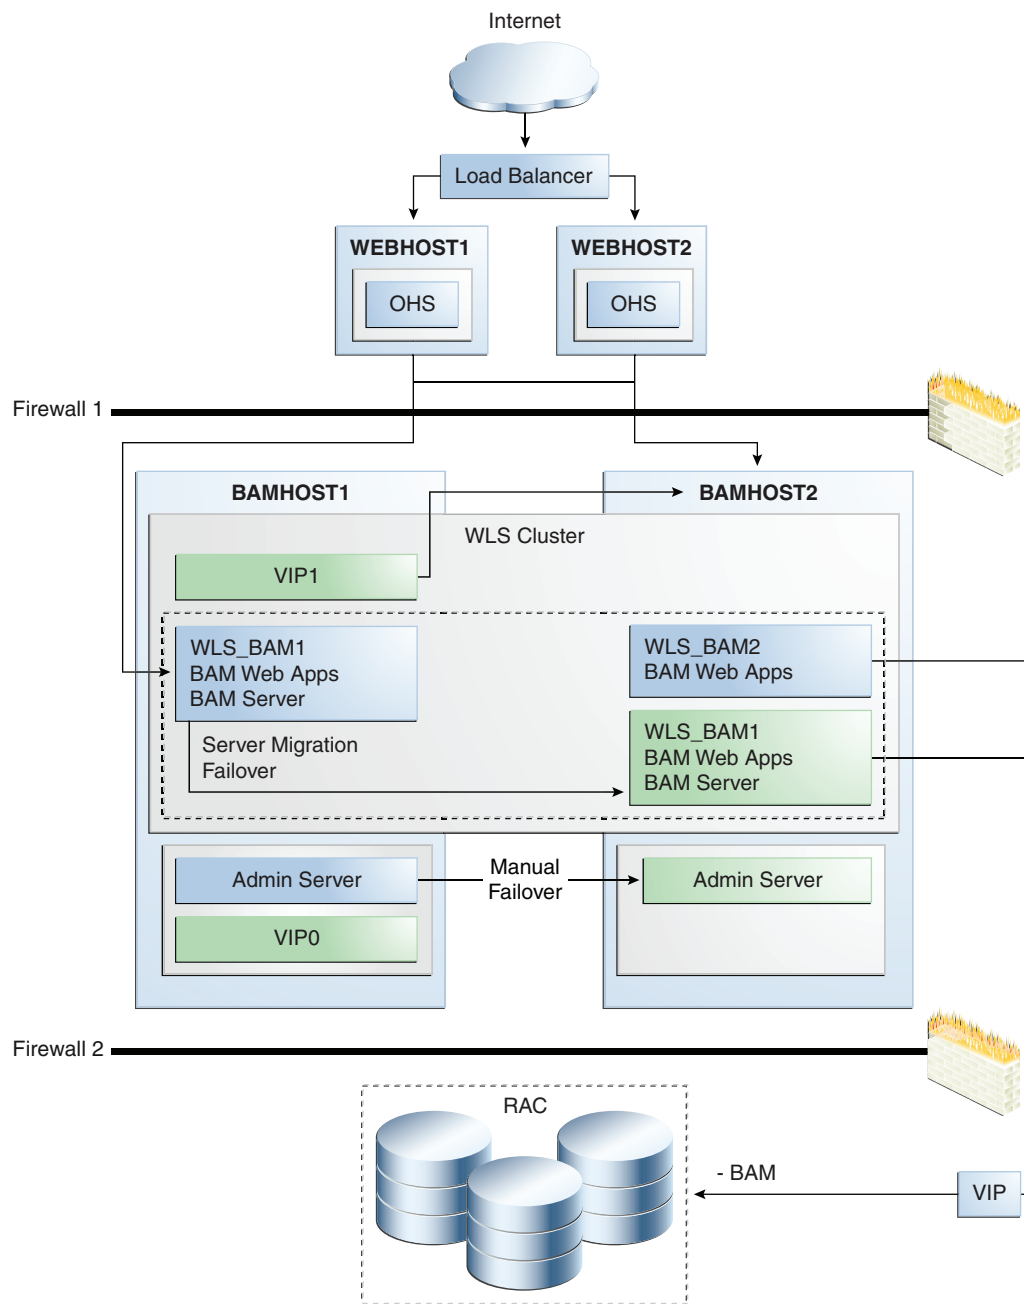 Internet
Load Balancer
WEBHOST1
WEBHOST2
OHS
OHS
Firewall 1
BAMHOST1
BAMHOST2
WLS Cluster
VIP1
WLS_BAM1
BAM Web Apps
BAM Server
WLS_BAM2
BAM Web Apps
Server Migration
Failover
WLS_BAM1
BAM Web Apps
BAM Server
Admin Server
Manual
Failover
Admin Server
VIP0
Firewall 2
RAC
- BAM
VIP